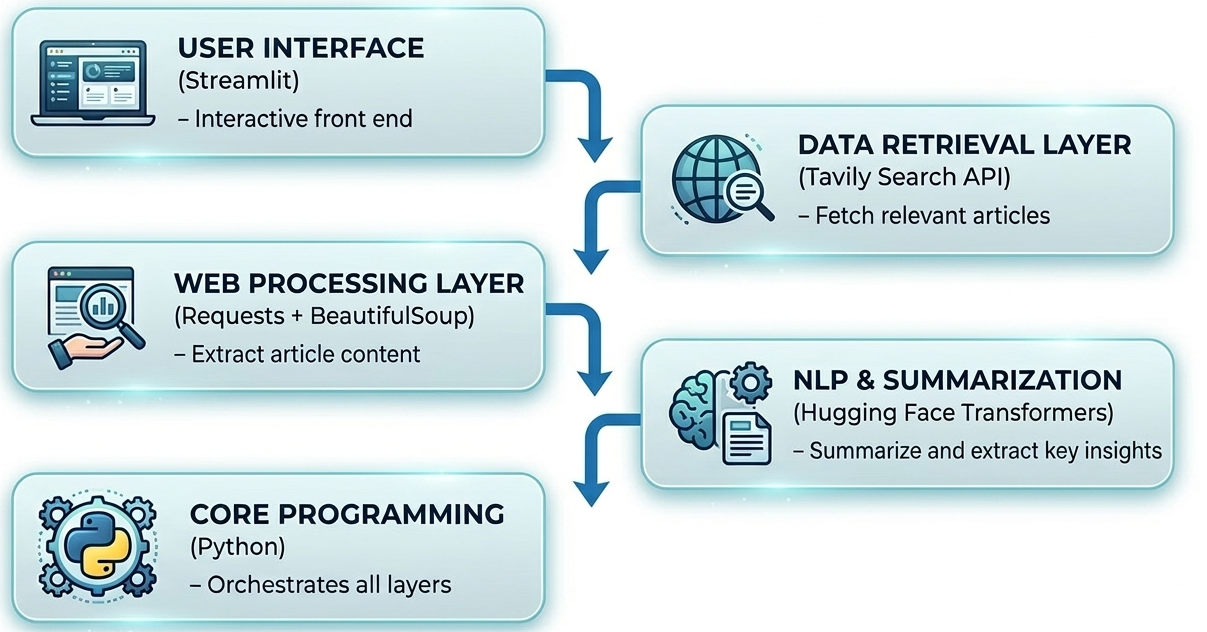 USER INTERFACE
(Streamlit)
– Interactive front end
DATA RETRIEVAL LAYER
(Tavily Search API)
– Fetch relevant articles
WEB PROCESSING LAYER
(Requests + BeautifulSoup)
– Extract article content
NLP & SUMMARIZATION
(Hugging Face Transformers)
– Summarize and extract key insights
CORE PROGRAMMING
(Python)
– Orchestrates all layers